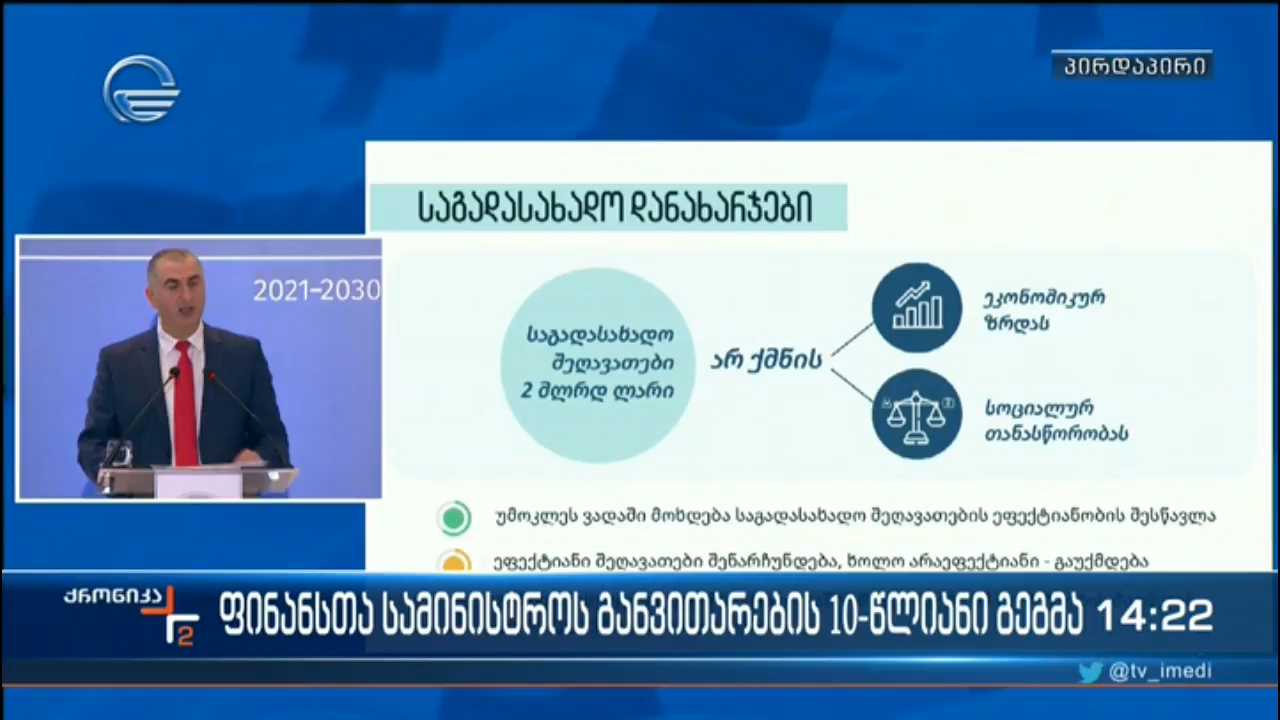 პირდაპირი
საგადასახადო დანახარჯები
2021-2030
საგადასახადო
შეღავათები
2 მლრდ ლარი
არ ქმნის
ეკონომიკურ
ზრდას
სოციალურ
თანასწორობას
უმოკლეს ვადაში მოხდება საგადასახადო შეღავათების ეფექტიანობის შესწავლა
ეფექტიანი შეღავათები შენარჩუნდება, ხოლო არაეფექტიანი - გაუქმდება
ქრონიკა
2
ფინანსთა სამინისტროს განვითარების 10-წლიანი გეგმა 14:22
@tv_imedi